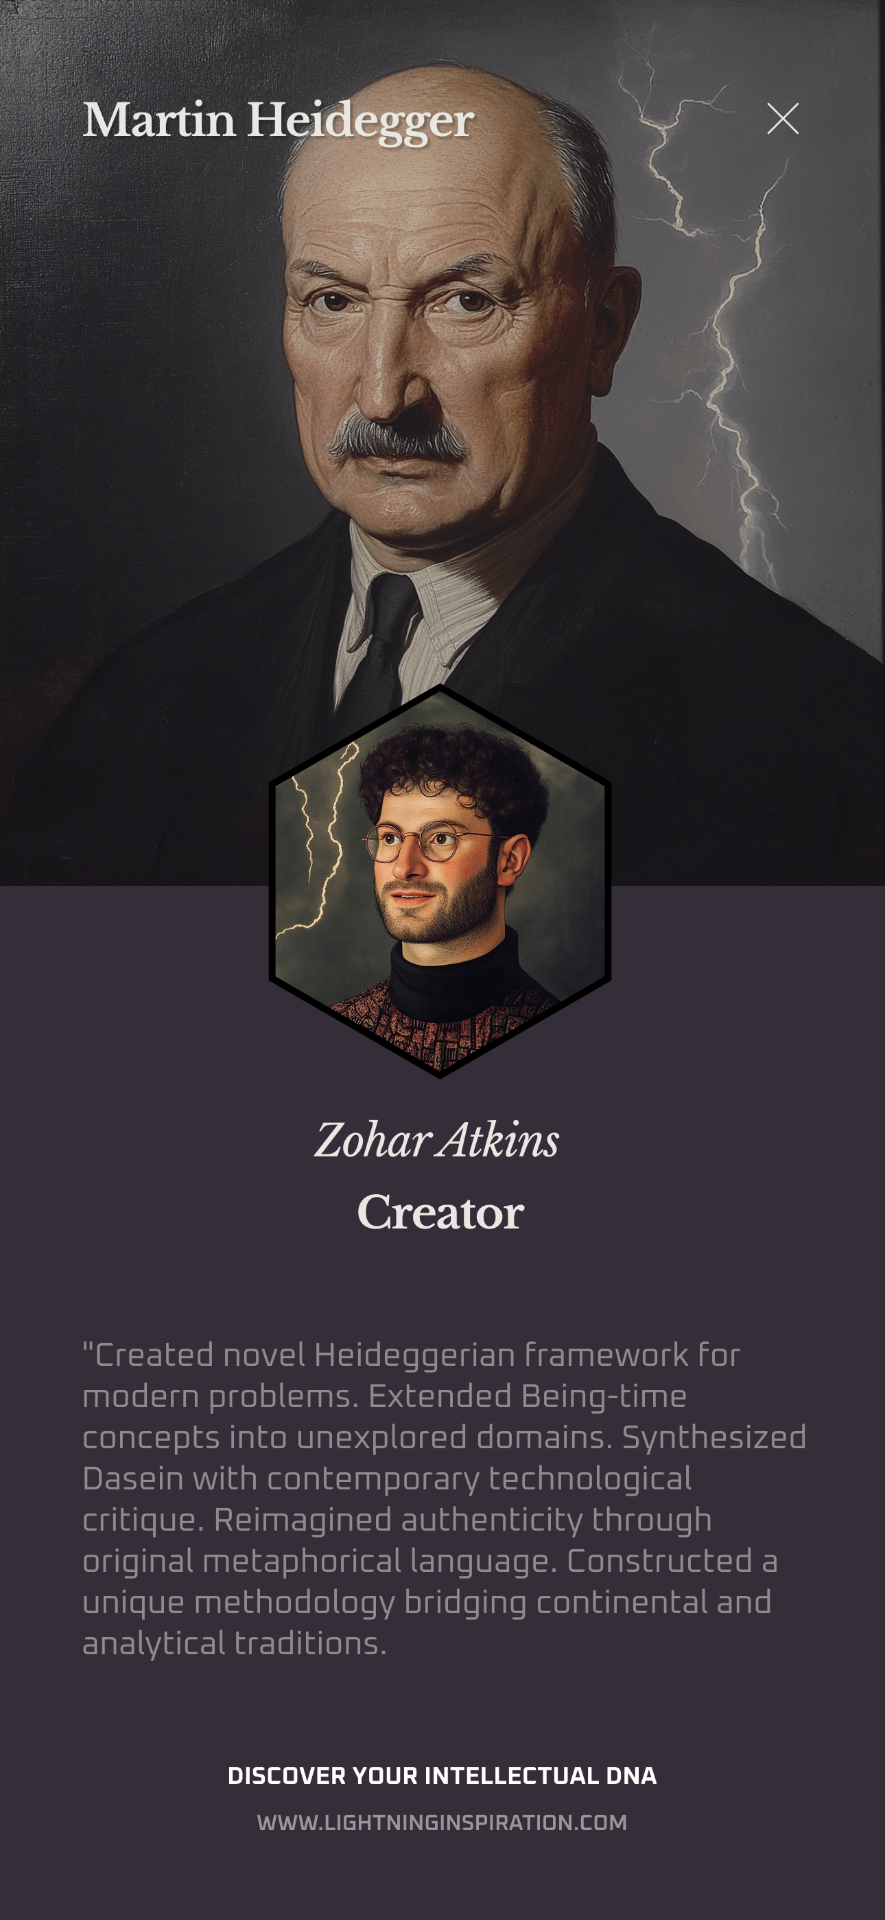 Martin Heidegger
Zohar Atkins
Creator
"Created novel Heideggerian framework for
modern problems. Extended Being-time
concepts into unexplored domains. Synthesized
Dasein with contemporary technological
critique. Reimagined authenticity through
original metaphorical language. Constructed a
unique methodology bridging continental and
analytical traditions.
DISCOVER YOUR INTELLECTUAL DNA
WWW.LIGHTNINGINSPIRATION.COM